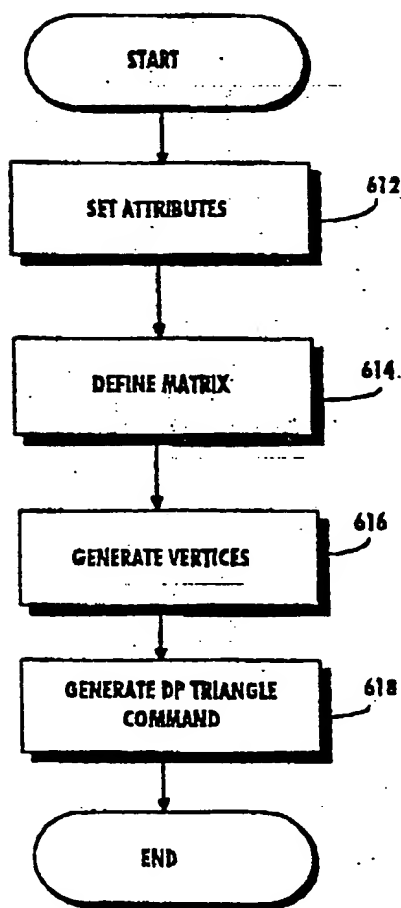 START
SET ATTRIBUTES
612
DEFINE MATRIX
614
GENERATE VERTICES
616
GENERATE DP TRIANGLE
COMMAND
618
END